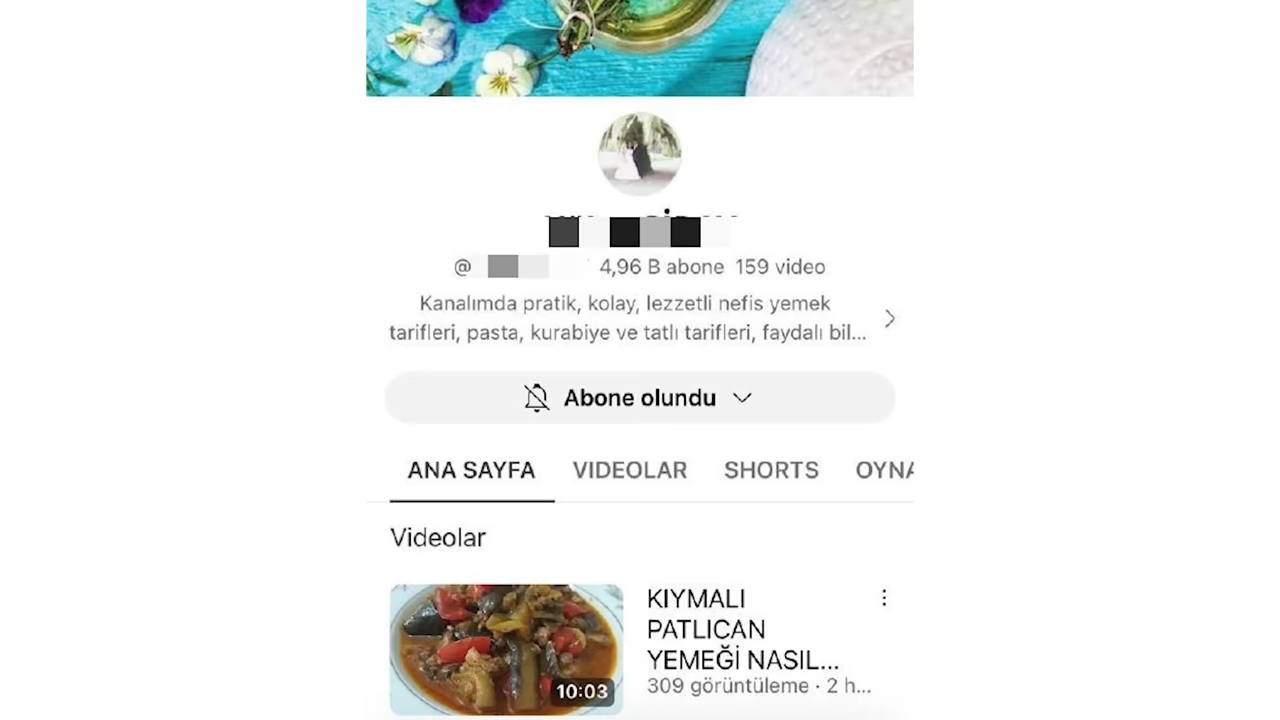 @ 4,96 B abone 159 video
Kanalımda pratik, kolay, lezzetli nefis yemek
tarifleri, pasta, kurabiye ve tatlı tarifleri, faydalı bil...
Abone olundu
ANA SAYFA VIDEOLAR SHORTS OYNA
Videolar
KIYMALI
PATLICAN
YEMEĞİ NASIL...
309 görüntüleme · 2 h...
10:03